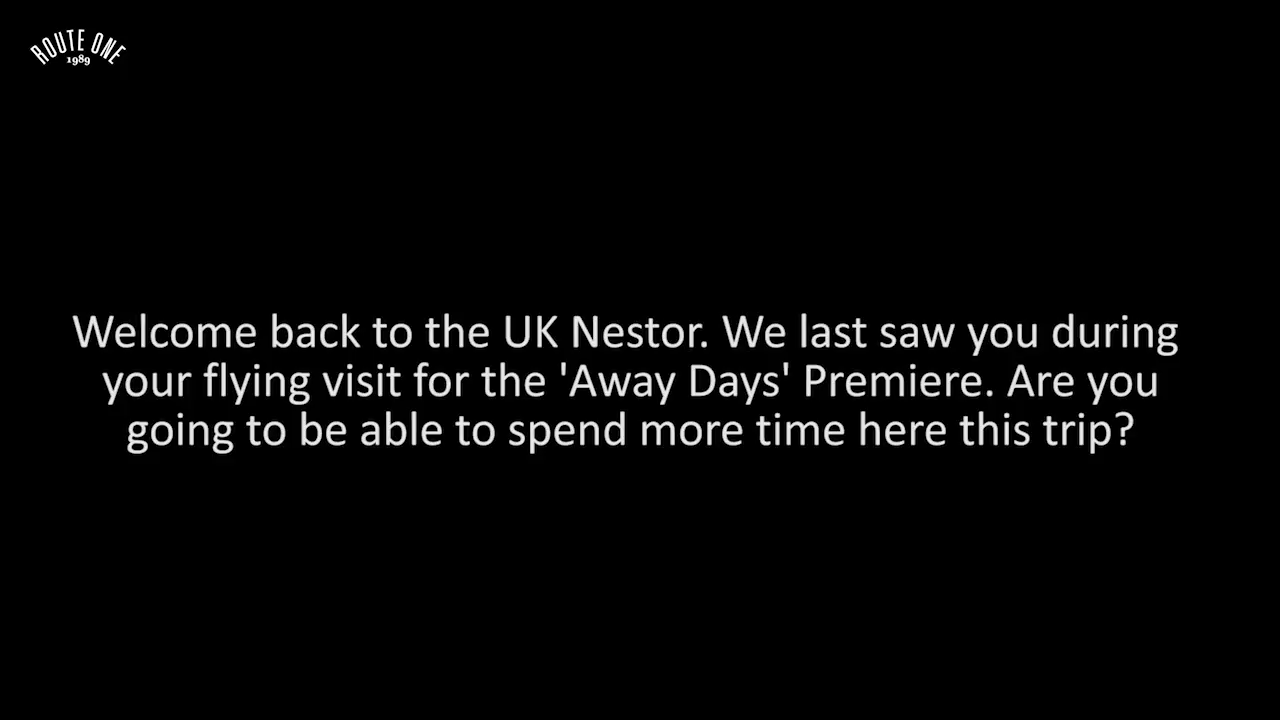 ROUTE ONE
1989
Welcome back to the UK Nestor. We last saw you during
your flying visit for the 'Away Days' Premiere. Are you
going to be able to spend more time here this trip?